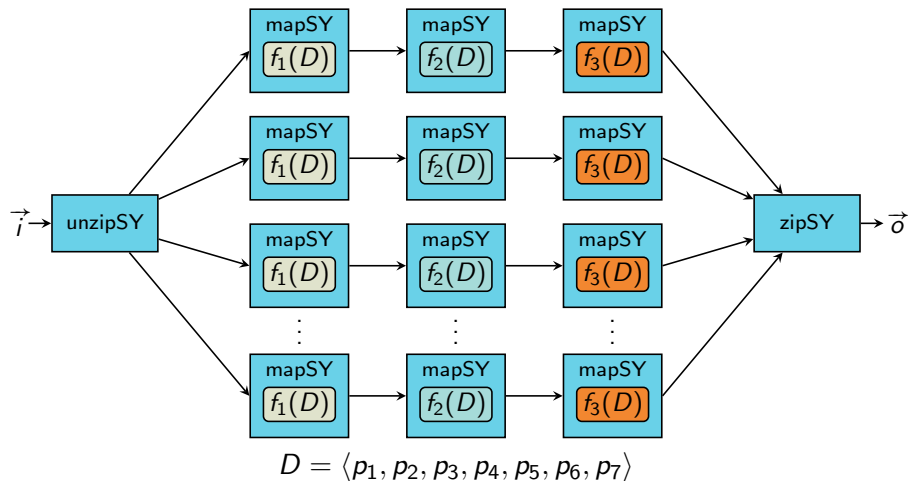 mapSY mapSY mapSY
f₁(D) f₂(D) f₃(D)
mapSY mapSY mapSY
f₁(D) f₂(D) f₃(D)
i⃗ unzipSY zipSY o⃗
mapSY mapSY mapSY
f₁(D) f₂(D) f₃(D)
⋮ ⋮ ⋮
mapSY mapSY mapSY
f₁(D) f₂(D) f₃(D)
D = ⟨p₁, p₂, p₃, p₄, p₅, p₆, p₇⟩